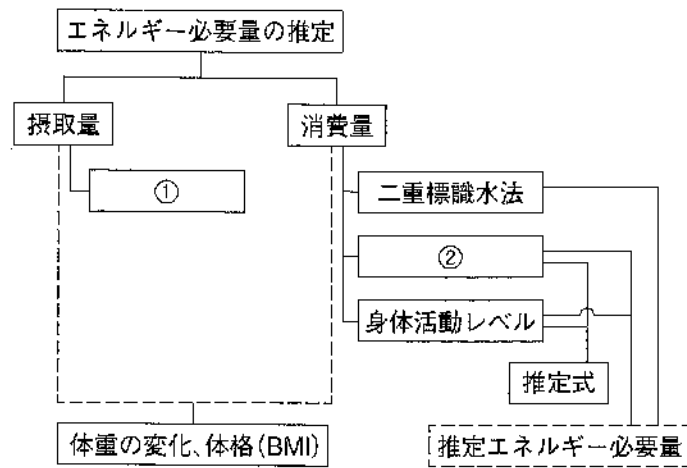 エネルギー必要量の推定
摂取量
消費量
①
二重標識水法
②
身体活動レベル
推定式
体重の変化、体格(BMI)
推定エネルギー必要量